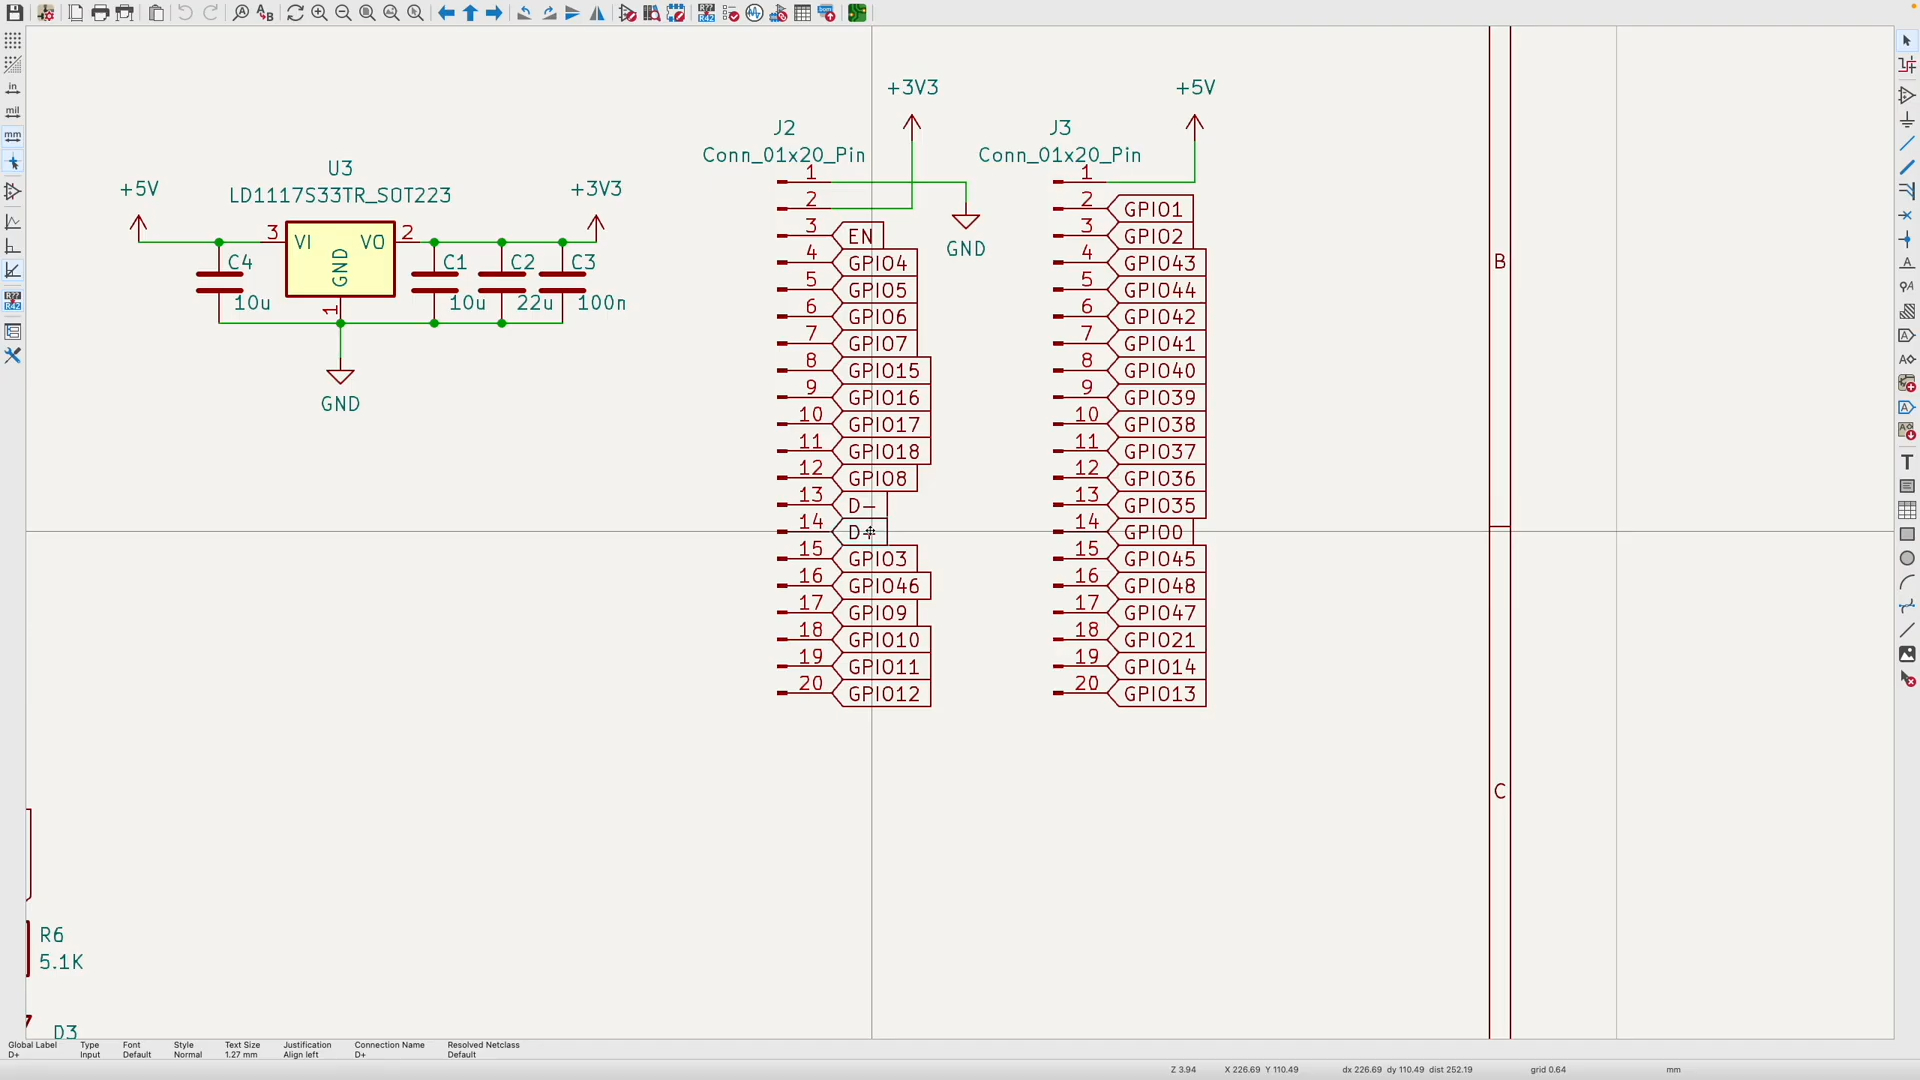 in
mil
mm
+3V3
+5V
J2
Conn_01x20_Pin
J3
Conn_01x20_Pin
U3
LD1117S33TR_SOT223
+5V
+3V3
3 VI VO 2
GND
1
C4
10u
C1
10u
C2
22u
C3
100n
GND
1
2
3 EN
4 GPIO4
5 GPIO5
6 GPIO6
7 GPIO7
8 GPIO15
9 GPIO16
10 GPIO17
11 GPIO18
12 GPIO8
13 D-
14 D+
15 GPIO3
16 GPIO46
17 GPIO9
18 GPIO10
19 GPIO11
20 GPIO12
GND
1
2 GPIO1
3 GPIO2
4 GPIO43
5 GPIO44
6 GPIO42
7 GPIO41
8 GPIO40
9 GPIO39
10 GPIO38
11 GPIO37
12 GPIO36
13 GPIO35
14 GPIO0
15 GPIO45
16 GPIO48
17 GPIO47
18 GPIO21
19 GPIO14
20 GPIO13
B
C
R6
5.1K
D3
Global Label Type Font Style Text Size Justification Connection Name Resolved Netclass
D+ Input Default Normal 1.27 mm Align left D+ Default
Z 3.94 X 226.69 Y 110.49 dx 226.69 dy 110.49 dist 252.19 grid 0.64 mm